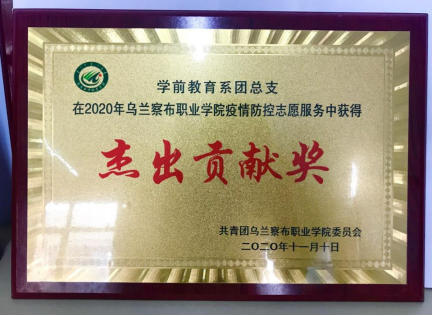 学前教育系团总支
在2020年乌兰察布职业学院疫情防控志愿服务中获得
杰出贡献奖
共青团乌兰察布职业学院委员会
二〇二〇年十一月十日